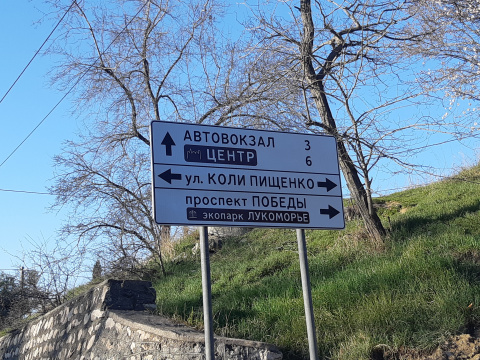 АВТОВОКЗАЛ 3
ЦЕНТР 6
ул. КОЛИ ПИЩЕНКО
проспект ПОБЕДЫ
экопарк ЛУКОМОРЬЕ